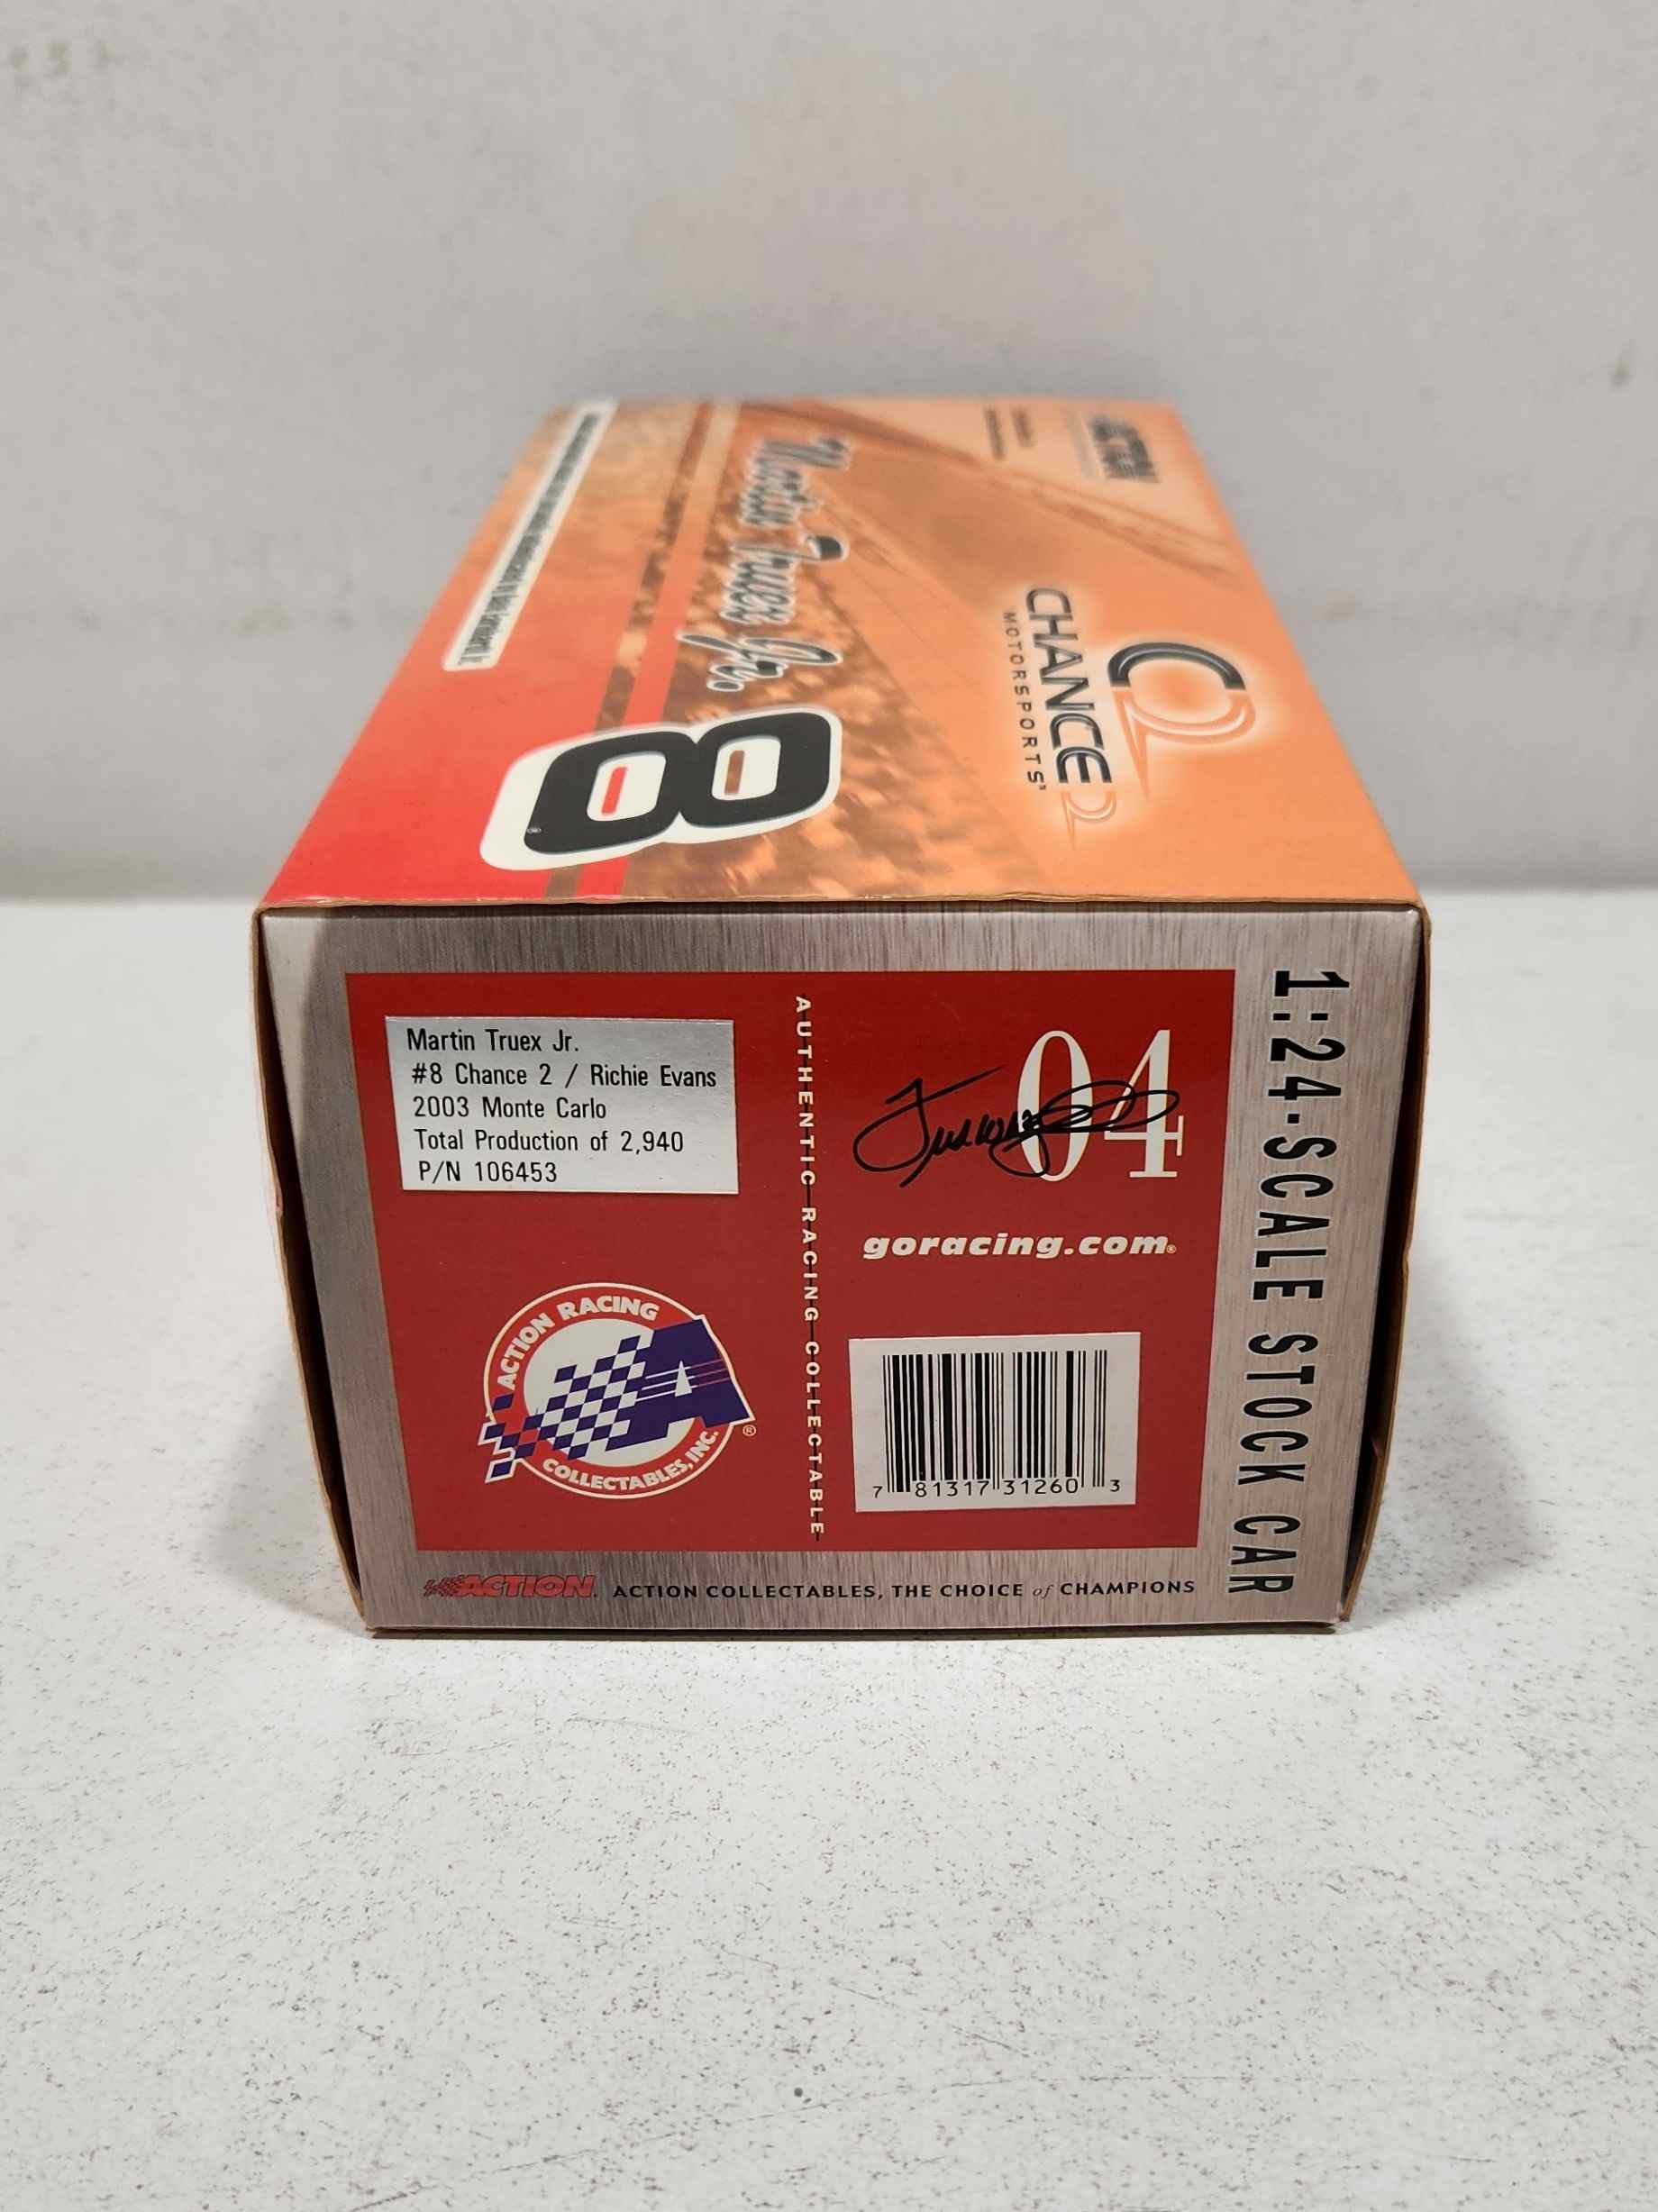 ACTION
CHANCE 2
MOTORSPORTS
Martin Truex Jr.
8
Martin Truex Jr.
#8 Chance 2 / Richie Evans
2003 Monte Carlo
Total Production of 2,940
P/N 106453
AUTHENTIC RACING COLLECTABLE
04
goracing.com®
1:24-SCALE STOCK CAR
ACTION RACING
COLLECTABLES, INC.
A
®
7 81317 31260 3
ACTION. ACTION COLLECTABLES, THE CHOICE of CHAMPIONS